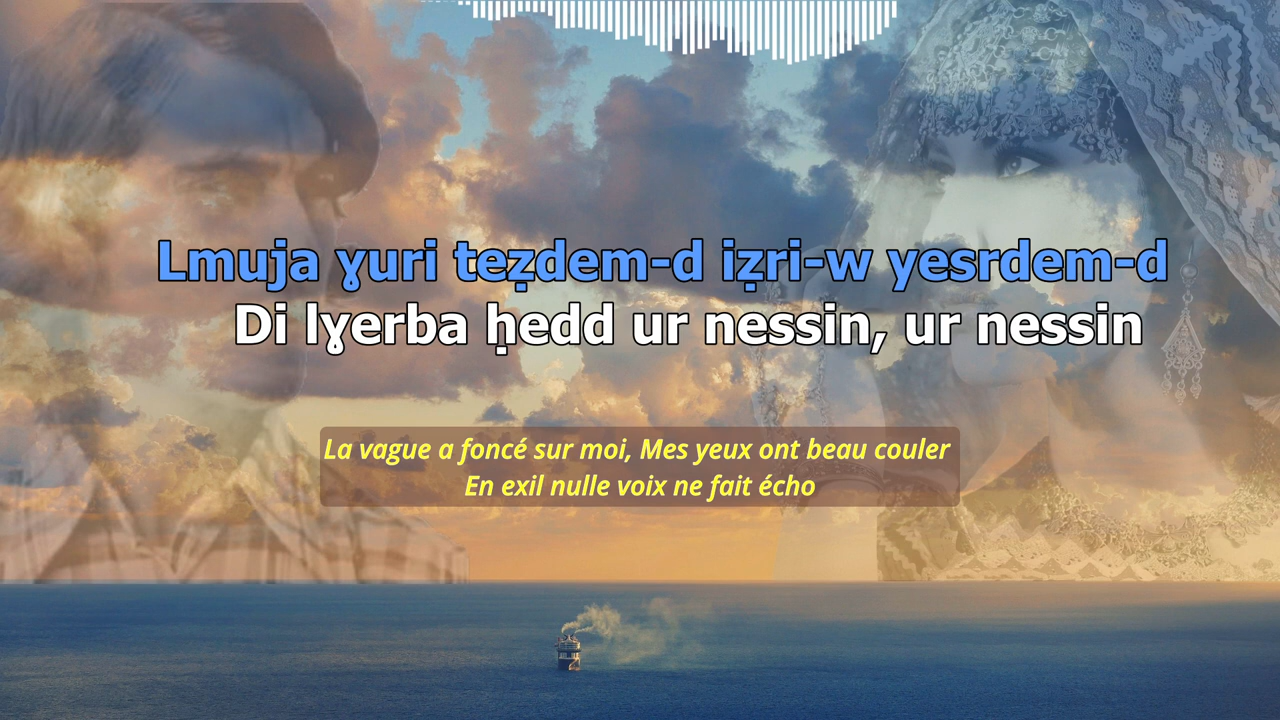 Lmuja ɣuri teẓdem-d iẓri-w yesrdem-d
Di lɣerba ḥedd ur nessin, ur nessin
La vague a foncé sur moi, Mes yeux ont beau couler
En exil nulle voix ne fait écho